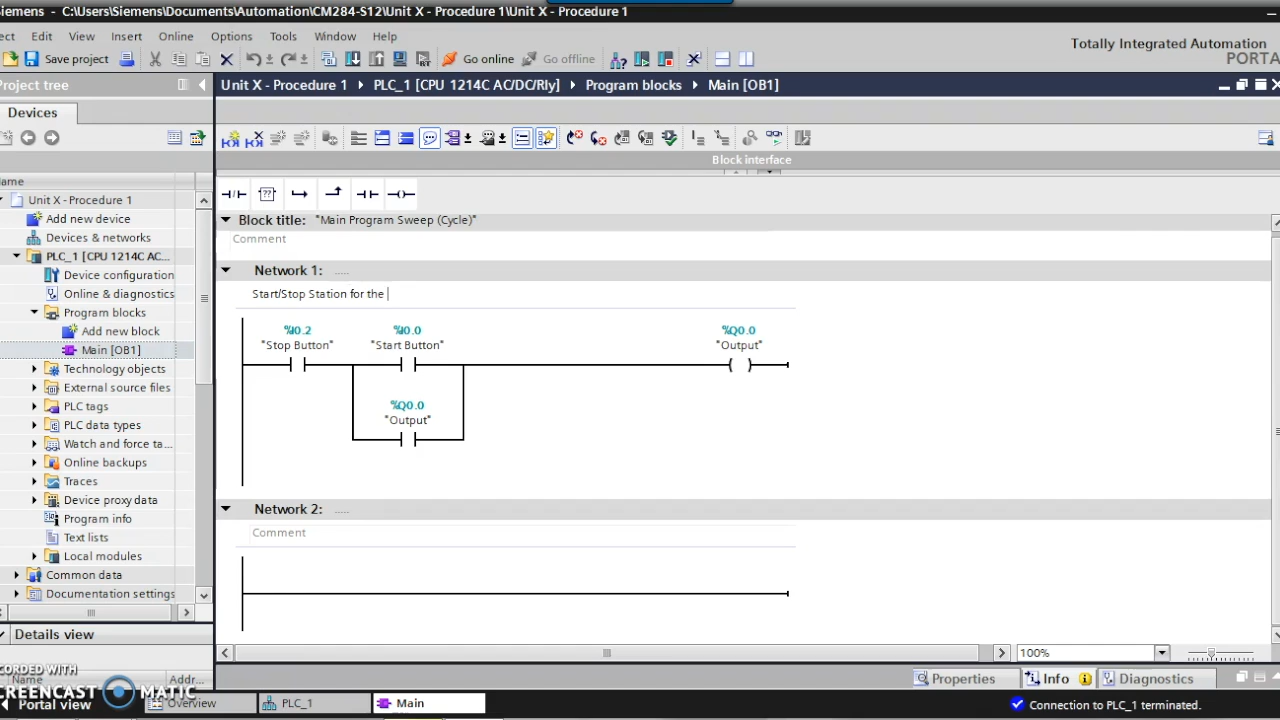 Siemens - C:\Users\Siemens\Documents\Automation\CM284-S12\Unit X - Procedure 1\Unit X - Procedure 1
ect Edit View Insert Online Options Tools Window Help
Totally Integrated Automation
PORTA
Save project Go online Go offline
Project tree
Unit X - Procedure 1 PLC_1 [CPU 1214C AC/DC/Rly] Program blocks Main [OB1]
Devices
Block interface
ame
Unit X - Procedure 1
Add new device
Devices & networks
PLC_1 [CPU 1214C AC...
Device configuration
Online & diagnostics
Program blocks
Add new block
Main [OB1]
Technology objects
External source files
PLC tags
PLC data types
Watch and force ta...
Online backups
Traces
Device proxy data
Program info
Text lists
Local modules
Common data
Documentation settings
Details view
Name Addr...
??
Block title: "Main Program Sweep (Cycle)"
Comment
Network 1: .....
Start/Stop Station for the
%I0.2 %I0.0 %Q0.0
"Stop Button" "Start Button" "Output"
%Q0.0
"Output"
Network 2: .....
Comment
100%
Properties Info Diagnostics
CORDED WITH
CREENCAST MATIC
Portal view Overview PLC_1 Main Connection to PLC_1 terminated.